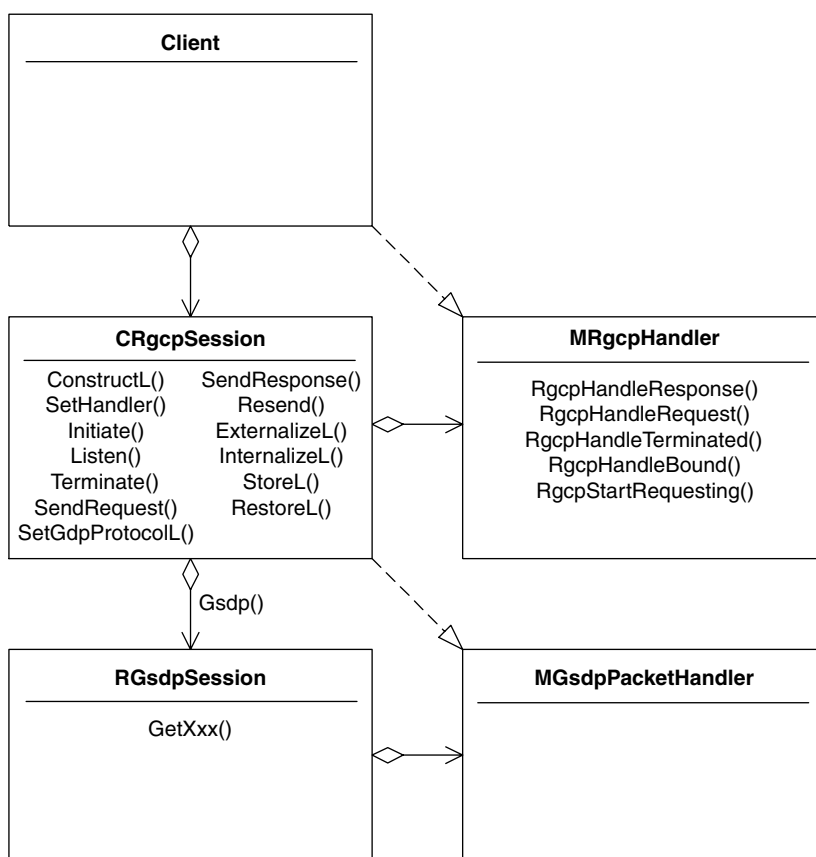 Client
CRgcpSession
ConstructL()
SetHandler()
Initiate()
Listen()
Terminate()
SendRequest()
SetGdpProtocolL()
SendResponse()
Resend()
ExternalizeL()
InternalizeL()
StoreL()
RestoreL()
MRgcpHandler
RgcpHandleResponse()
RgcpHandleRequest()
RgcpHandleTerminated()
RgcpHandleBound()
RgcpStartRequesting()
Gsdp()
RGsdpSession
GetXxx()
MGsdpPacketHandler